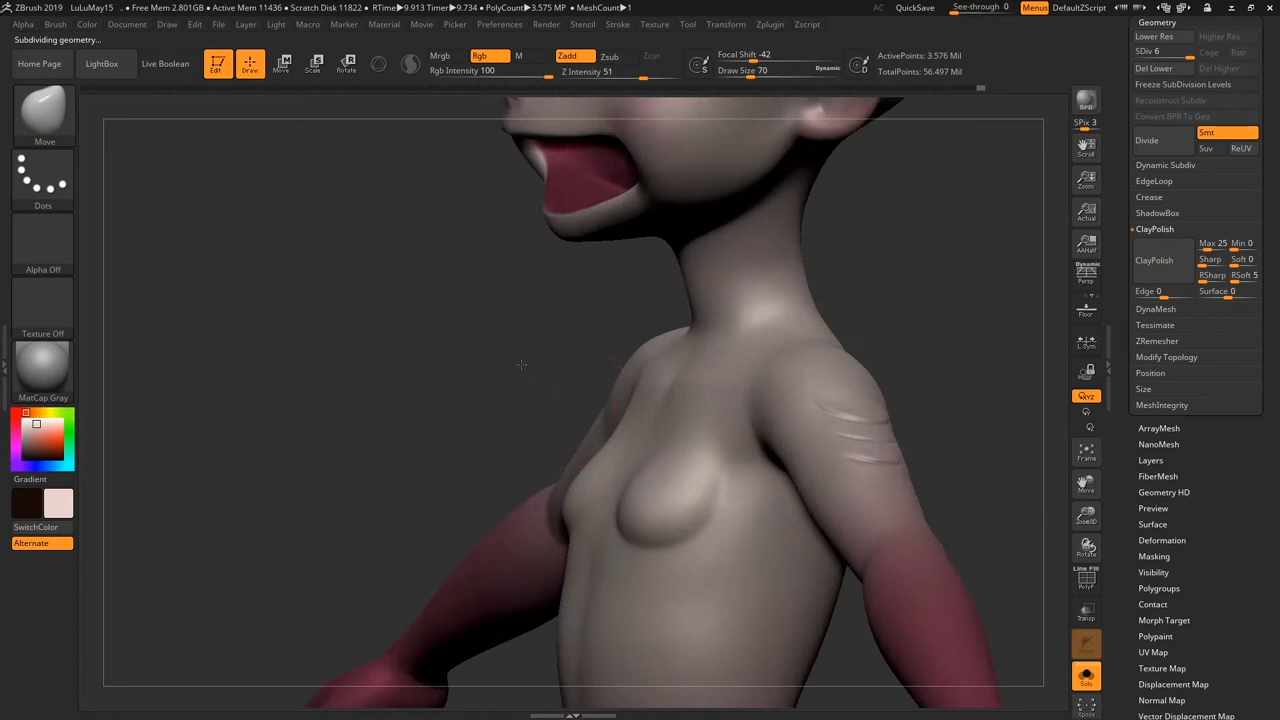 ZBrush 2019 LuLuMay15 • Free Mem 2.801GB • Active Mem 11436 • Scratch Disk 11822 • RTime▶9.913 Timer▶9.734 • PolyCount▶3.575 MP • MeshCount▶1 AC QuickSave See-through 0 Menus DefaultZScript
Alpha Brush Color Document Draw Edit File Layer Light Macro Marker Material Movie Picker Preferences Render Stencil Stroke Texture Tool Transform Zplugin Zscript
Subdividing geometry...
Home Page LightBox Live Boolean Edit Draw Move Scale Rotate
Mrgb Rgb M Zadd Zsub Zcut
Rgb Intensity 100 Z Intensity 51
Focal Shift -42
Draw Size 70 Dynamic
S D
ActivePoints: 3.576 Mil
TotalPoints: 56.497 Mil
Move
Dots
Alpha Off
Texture Off
MatCap Gray
Gradient
SwitchColor
Alternate
BPR
SPix 3
Scroll
Zoom
Actual
AAHalf
Dynamic
Persp
Floor
L.Sym
XYZ
Frame
Move
Zoom3D
Rotate
Line Fill
PolyF
Transp
Solo
Xpose
Geometry
Lower Res Higher Res
SDiv 6 Cage Rstr
Del Lower Del Higher
Freeze SubDivision Levels
Reconstruct Subdiv
Convert BPR To Geo
Divide Smt
Suv ReUV
Dynamic Subdiv
EdgeLoop
Crease
ShadowBox
ClayPolish
ClayPolish Max 25 Min 0
Sharp Soft 0
RSharp RSoft 5
Edge 0 Surface 0
DynaMesh
Tessimate
ZRemesher
Modify Topology
Position
Size
MeshIntegrity
ArrayMesh
NanoMesh
Layers
FiberMesh
Geometry HD
Preview
Surface
Deformation
Masking
Visibility
Polygroups
Contact
Morph Target
Polypaint
UV Map
Texture Map
Displacement Map
Normal Map
Vector Displacement Map